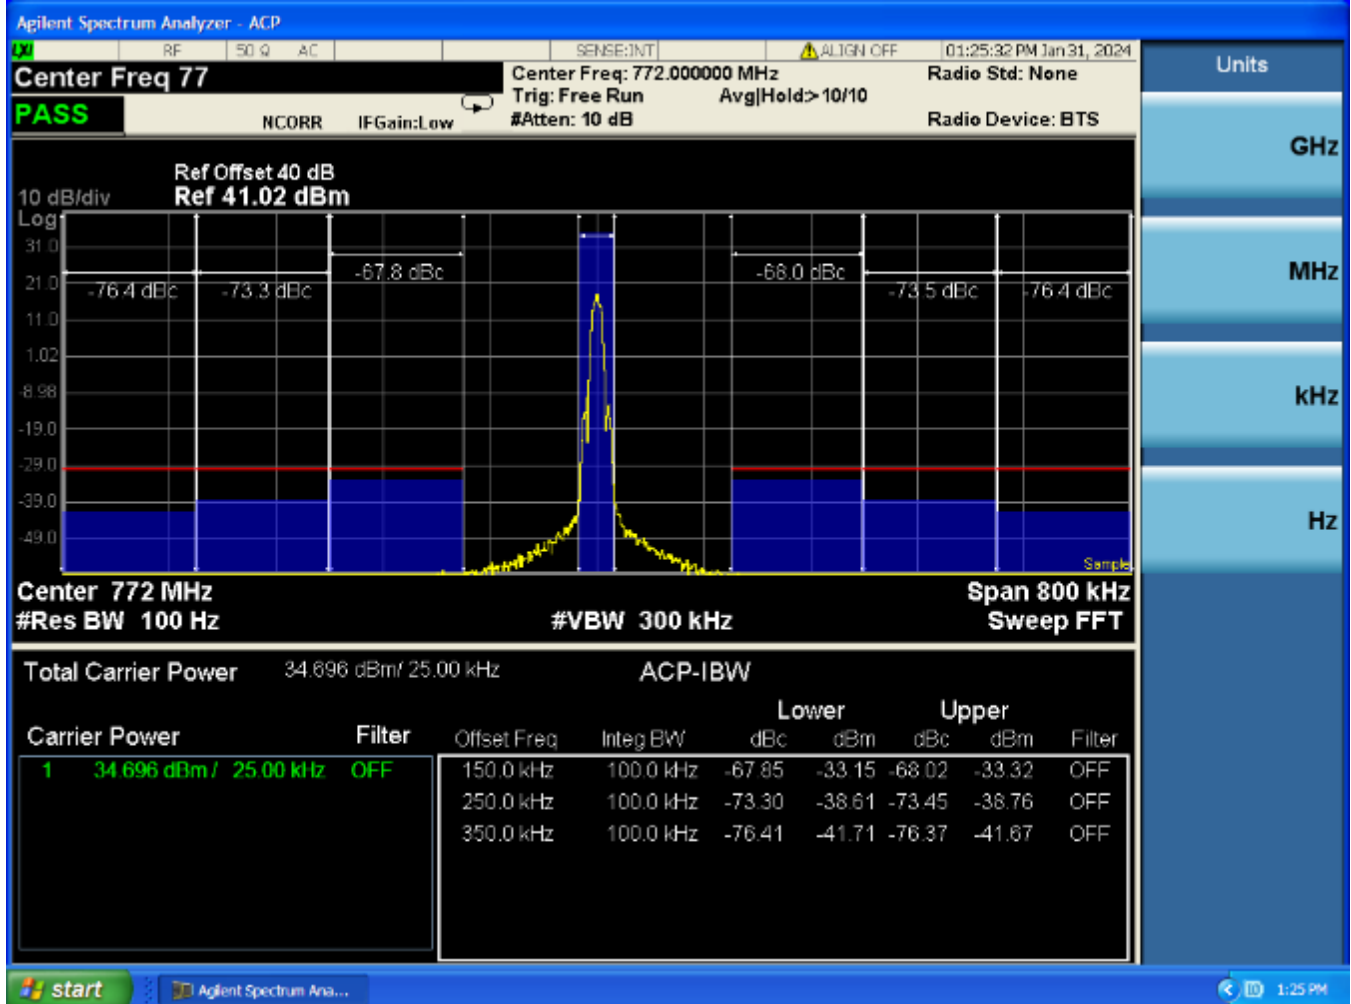 Agilent Spectrum Analyzer - ACP
LXI RF 50 Ω AC SENSE:INT ALIGN OFF 01:25:32 PM Jan 31, 2024
Center Freq 77 Center Freq: 772.000000 MHz Radio Std: None
Trig: Free Run Avg|Hold:> 10/10
PASS NCORR IFGain:Low #Atten: 10 dB Radio Device: BTS
Ref Offset 40 dB
10 dB/div Ref 41.02 dBm
Log
31.0
21.0
11.0
1.02
-8.98
-19.0
-29.0
-39.0
-49.0
-76.4 dBc -73.3 dBc -67.8 dBc -68.0 dBc -73.5 dBc -76.4 dBc
Sample
Center 772 MHz Span 800 kHz
#Res BW 100 Hz #VBW 300 kHz Sweep FFT
Total Carrier Power 34.696 dBm/ 25.00 kHz ACP-IBW
Lower Upper
Carrier Power Filter Offset Freq Integ BW dBc dBm dBc dBm Filter
1 34.696 dBm / 25.00 kHz OFF 150.0 kHz 100.0 kHz -67.85 -33.15 -68.02 -33.32 OFF
250.0 kHz 100.0 kHz -73.30 -38.61 -73.45 -38.76 OFF
350.0 kHz 100.0 kHz -76.41 -41.71 -76.37 -41.67 OFF
Units
GHz
MHz
kHz
Hz
start Agilent Spectrum Ana... 1:25 PM